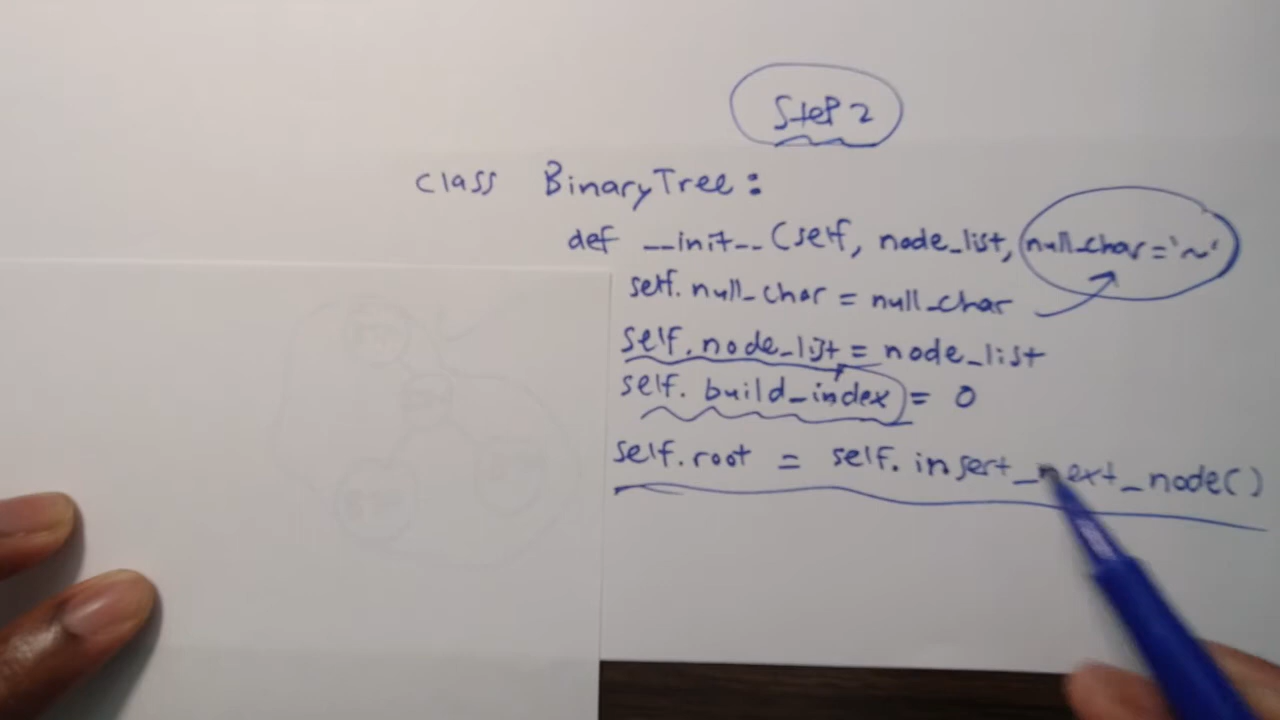 Step 2
class BinaryTree:
def __init__(self, node_list, null_char='~'
self.null_char = null_char
self.node_list = node_list
self.build_index = 0
self.root = self.insert_next_node()